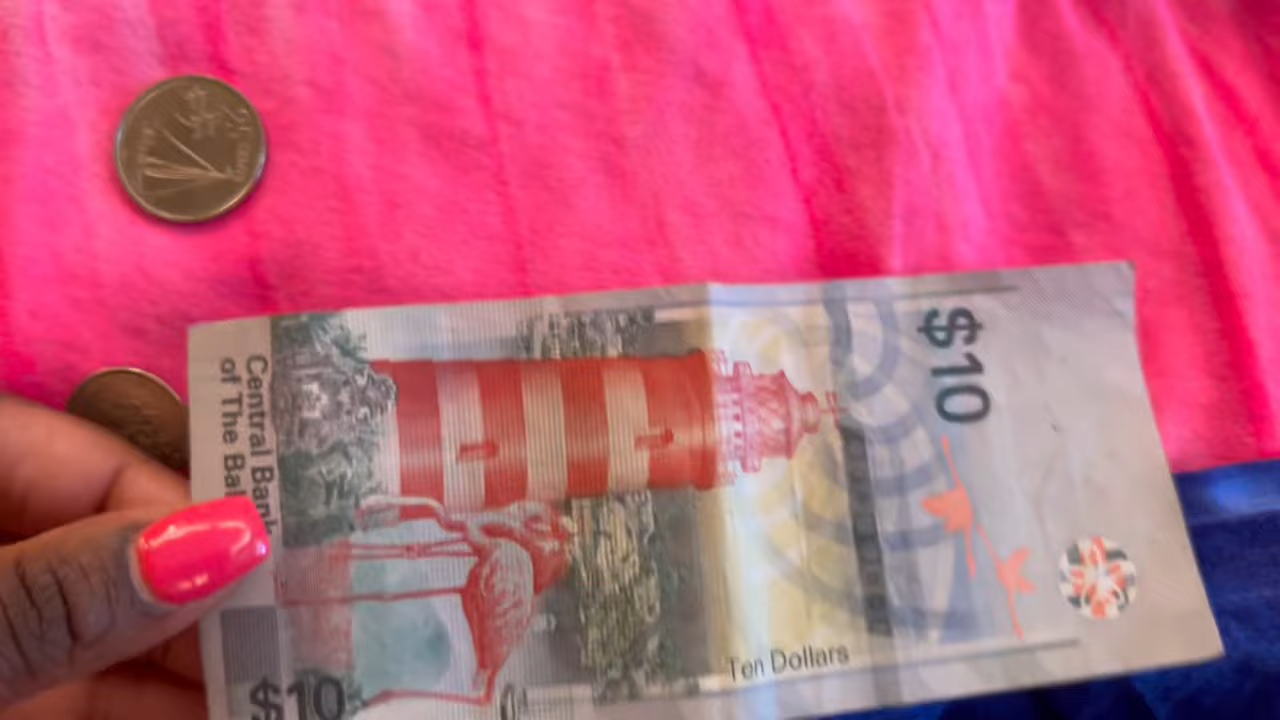 $10
Central Bank
of The Ba
Ten Dollars
$10